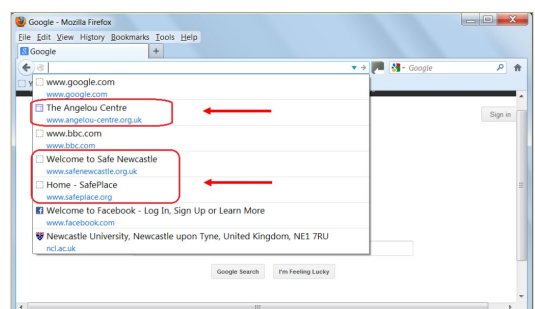 Google - Mozilla Firefox
File Edit View History Bookmarks Tools Help
Google +
Google
www.google.com
www.google.com
The Angelou Centre
www.angelou-centre.org.uk
Sign in
www.bbc.com
www.bbc.com
Welcome to Safe Newcastle
www.safenewcastle.org.uk
Home - SafePlace
www.safeplace.org
Welcome to Facebook - Log In, Sign Up or Learn More
www.facebook.com
Newcastle University, Newcastle upon Tyne, United Kingdom, NE1 7RU
ncl.ac.uk
Google Search I'm Feeling Lucky